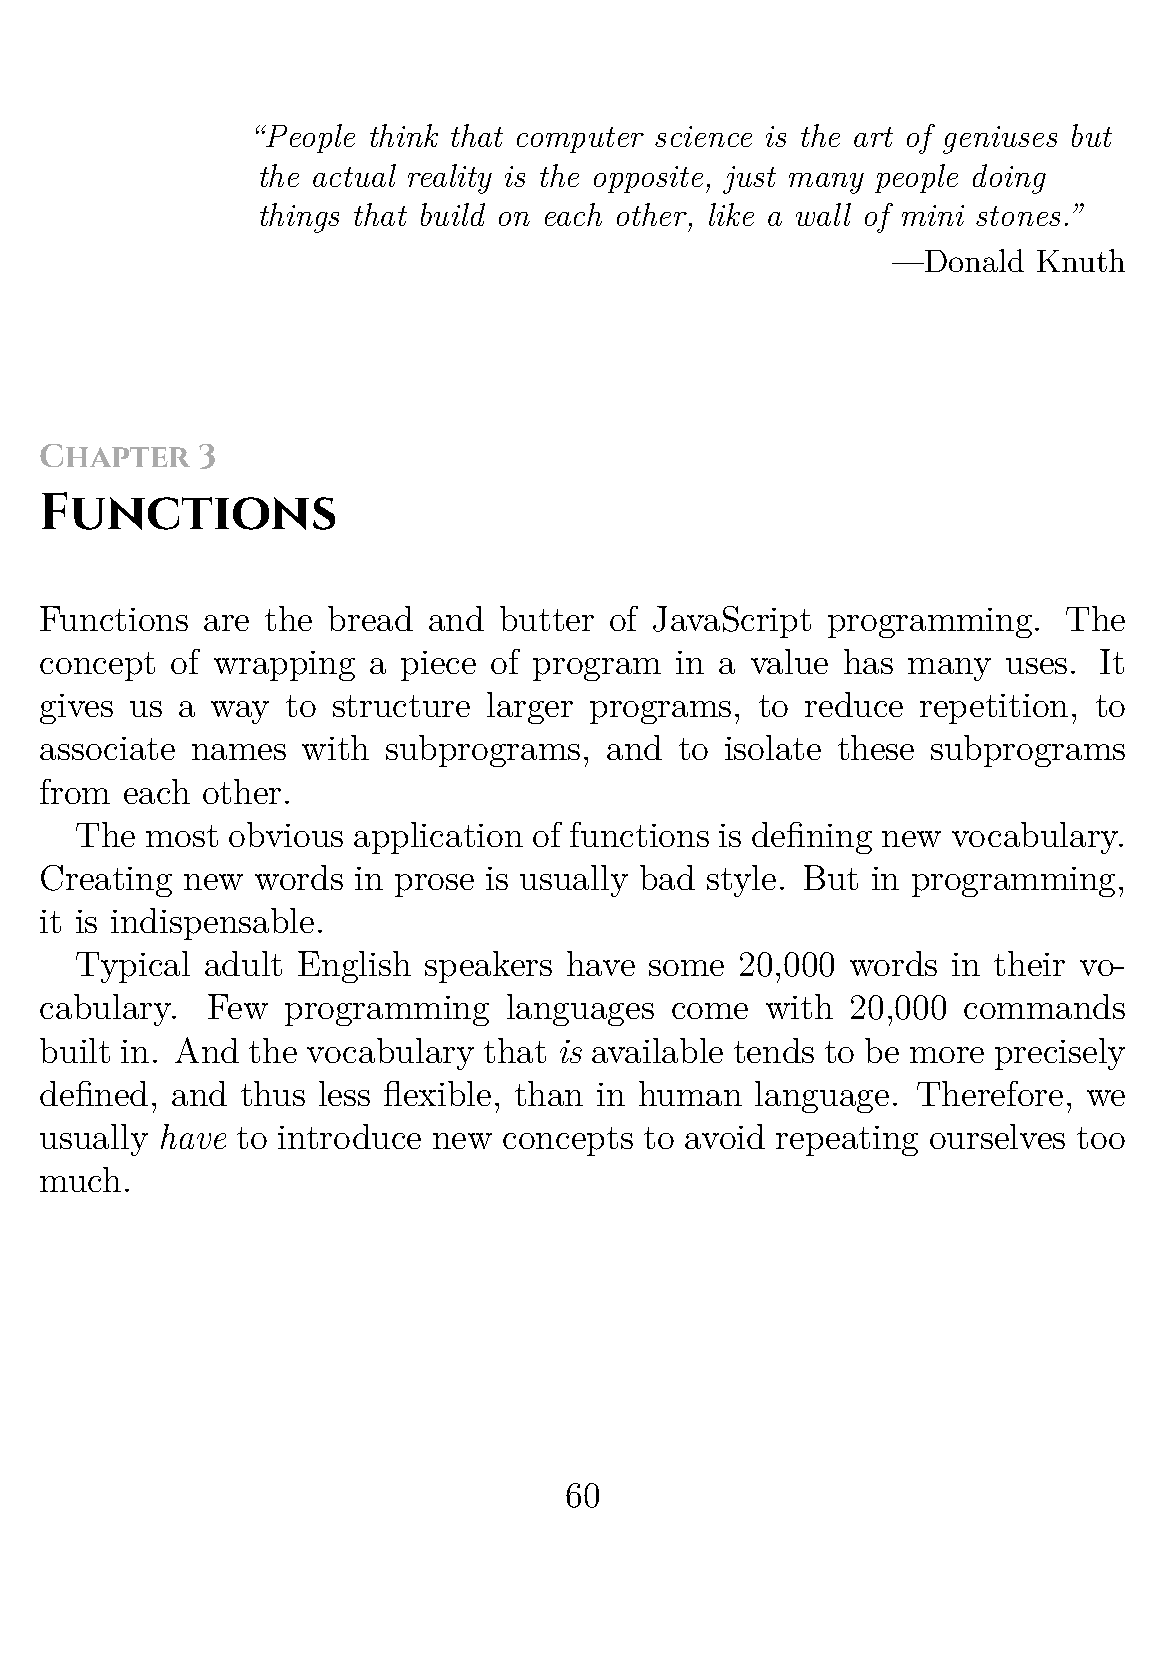 “People think that computer science is the art of geniuses but
the actual reality is the opposite, just many people doing
things that build on each other, like a wall of mini stones.”
—Donald Knuth
Chapter 3
Functions
Functions are the bread and butter of JavaScript programming. The
concept of wrapping a piece of program in a value has many uses. It
gives us a way to structure larger programs, to reduce repetition, to
associate names with subprograms, and to isolate these subprograms
from each other.
The most obvious application of functions is defining new vocabulary.
Creating new words in prose is usually bad style. But in programming,
it is indispensable.
Typical adult English speakers have some 20,000 words in their vo-
cabulary. Few programming languages come with 20,000 commands
built in. And the vocabulary that is available tends to be more precisely
defined, and thus less flexible, than in human language. Therefore, we
usually have to introduce new concepts to avoid repeating ourselves too
much.
60